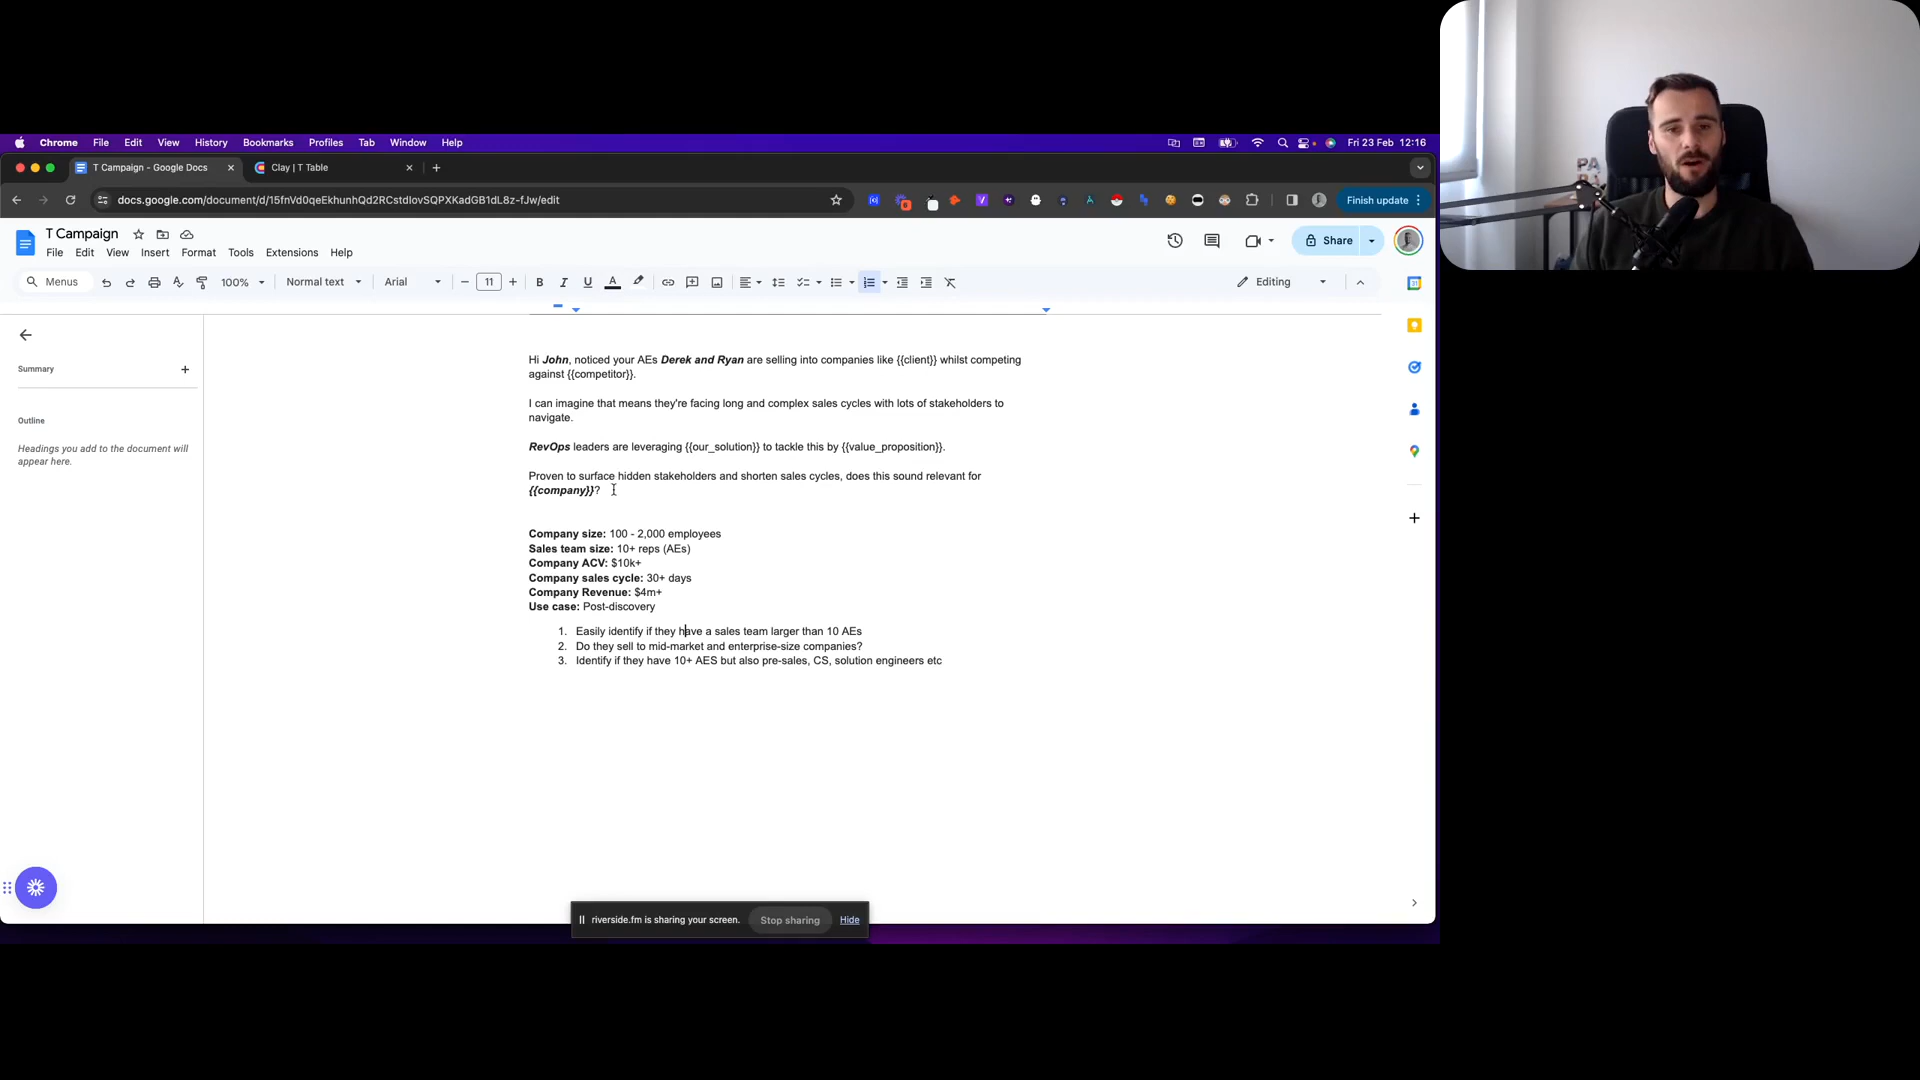 Chrome File Edit View History Bookmarks Profiles Tab Window Help Fri 23 Feb 12:16
T Campaign - Google Docs Clay | T Table
docs.google.com/document/d/15fnVd0qeEkhunhQd2RCstdIovSQPXKadGB1dL8z-fJw/edit Finish update
T Campaign
File Edit View Insert Format Tools Extensions Help Share
Menus 100% Normal text Arial 11 Editing
Summary
Outline
Headings you add to the document will
appear here.
Hi John, noticed your AEs Derek and Ryan are selling into companies like {{client}} whilst competing
against {{competitor}}.
I can imagine that means they're facing long and complex sales cycles with lots of stakeholders to
navigate.
RevOps leaders are leveraging {{our_solution}} to tackle this by {{value_proposition}}.
Proven to surface hidden stakeholders and shorten sales cycles, does this sound relevant for
{{company}}?
Company size: 100 - 2,000 employees
Sales team size: 10+ reps (AEs)
Company ACV: $10k+
Company sales cycle: 30+ days
Company Revenue: $4m+
Use case: Post-discovery
1. Easily identify if they have a sales team larger than 10 AEs
2. Do they sell to mid-market and enterprise-size companies?
3. Identify if they have 10+ AES but also pre-sales, CS, solution engineers etc
riverside.fm is sharing your screen. Stop sharing Hide